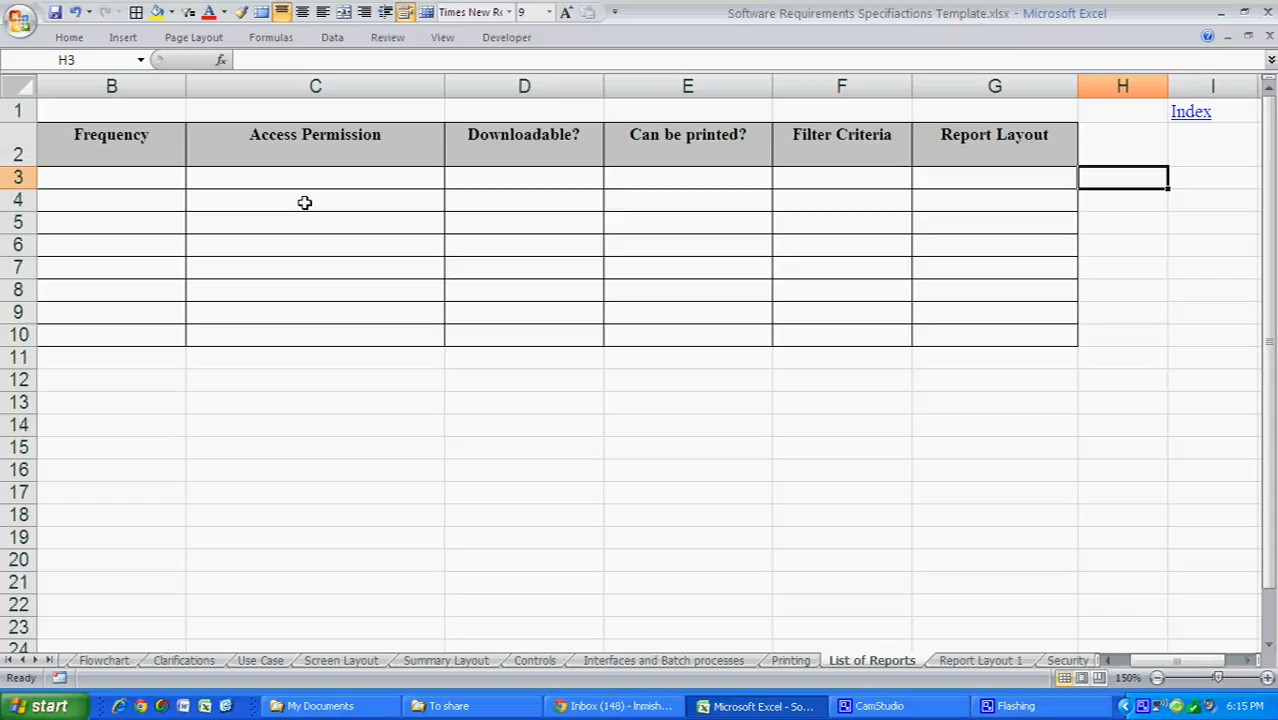 Times New Ro 9
Software Requirements Specifiactions Template.xlsx - Microsoft Excel
Home Insert Page Layout Formulas Data Review View Developer
H3 fx
B C D E F G H I
1 Index
2 Frequency Access Permission Downloadable? Can be printed? Filter Criteria Report Layout
3
4
5
6
7
8
9
10
11
12
13
14
15
16
17
18
19
20
21
22
23
24
Flowchart Clarifications Use Case Screen Layout Summary Layout Controls Interfaces and Batch processes Printing List of Reports Report Layout 1 Security
Ready 150%
start My Documents To share Inbox (148) - lnmish... Microsoft Excel - So... CamStudio Flashing 6:15 PM